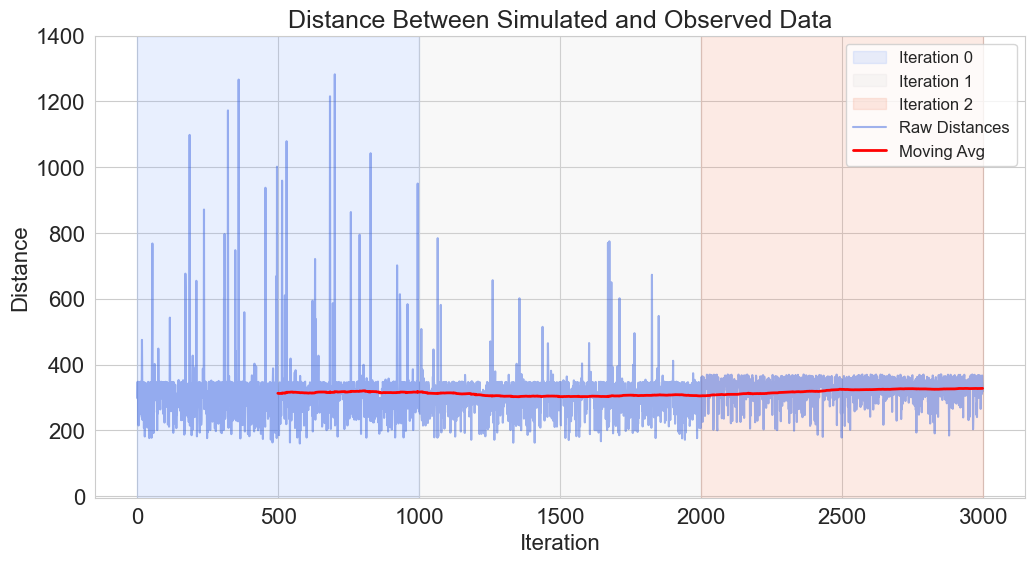 Distance Between Simulated and Observed Data
1400
1200
1000
800
600
400
200
0
Distance
Iteration 0
Iteration 1
Iteration 2
Raw Distances
Moving Avg
0 500 1000 1500 2000 2500 3000
Iteration